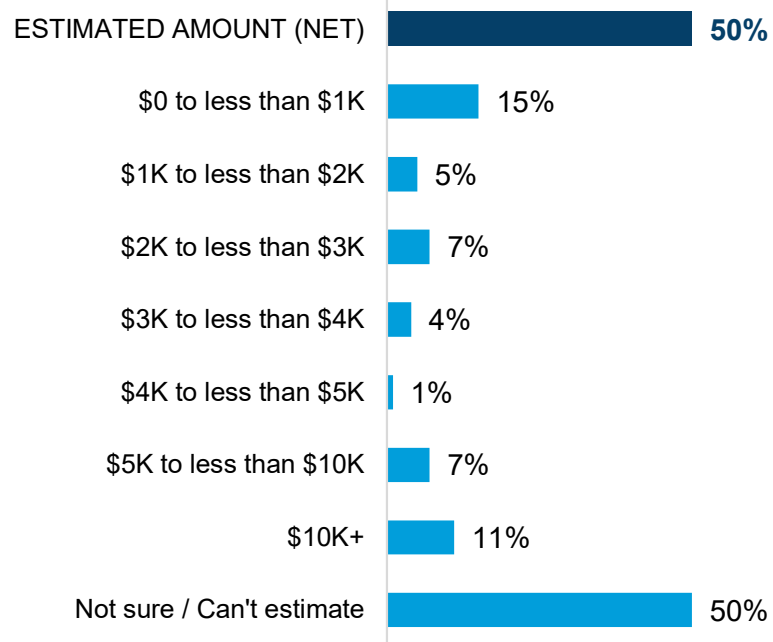 ESTIMATED AMOUNT (NET) 50%
$0 to less than $1K 15%
$1K to less than $2K 5%
$2K to less than $3K 7%
$3K to less than $4K 4%
$4K to less than $5K 1%
$5K to less than $10K 7%
$10K+ 11%
Not sure / Can't estimate 50%